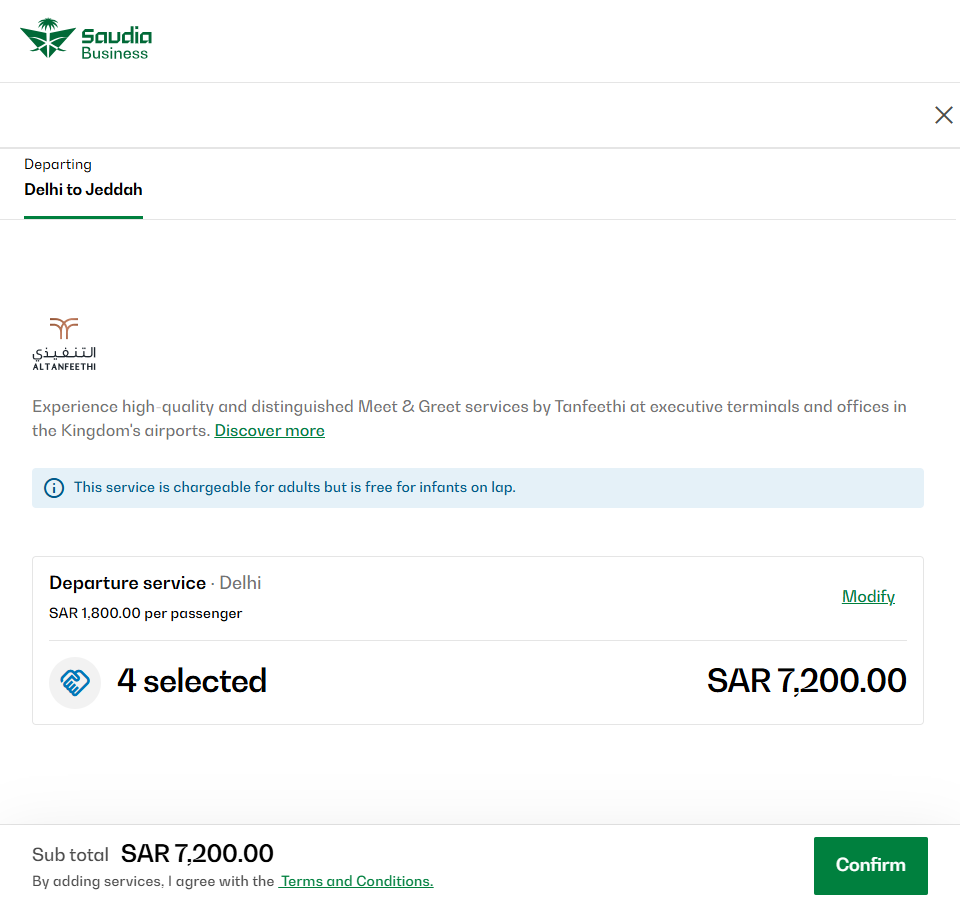 Saudia
Business
Departing
Delhi to Jeddah
التنفيذي
ALTANFEETHI
Experience high-quality and distinguished Meet & Greet services by Tanfeethi at executive terminals and offices in
the Kingdom's airports. Discover more
This service is chargeable for adults but is free for infants on lap.
Departure service · Delhi
Modify
SAR 1,800.00 per passenger
4 selected SAR 7,200.00
Sub total SAR 7,200.00
By adding services, I agree with the Terms and Conditions.
Confirm